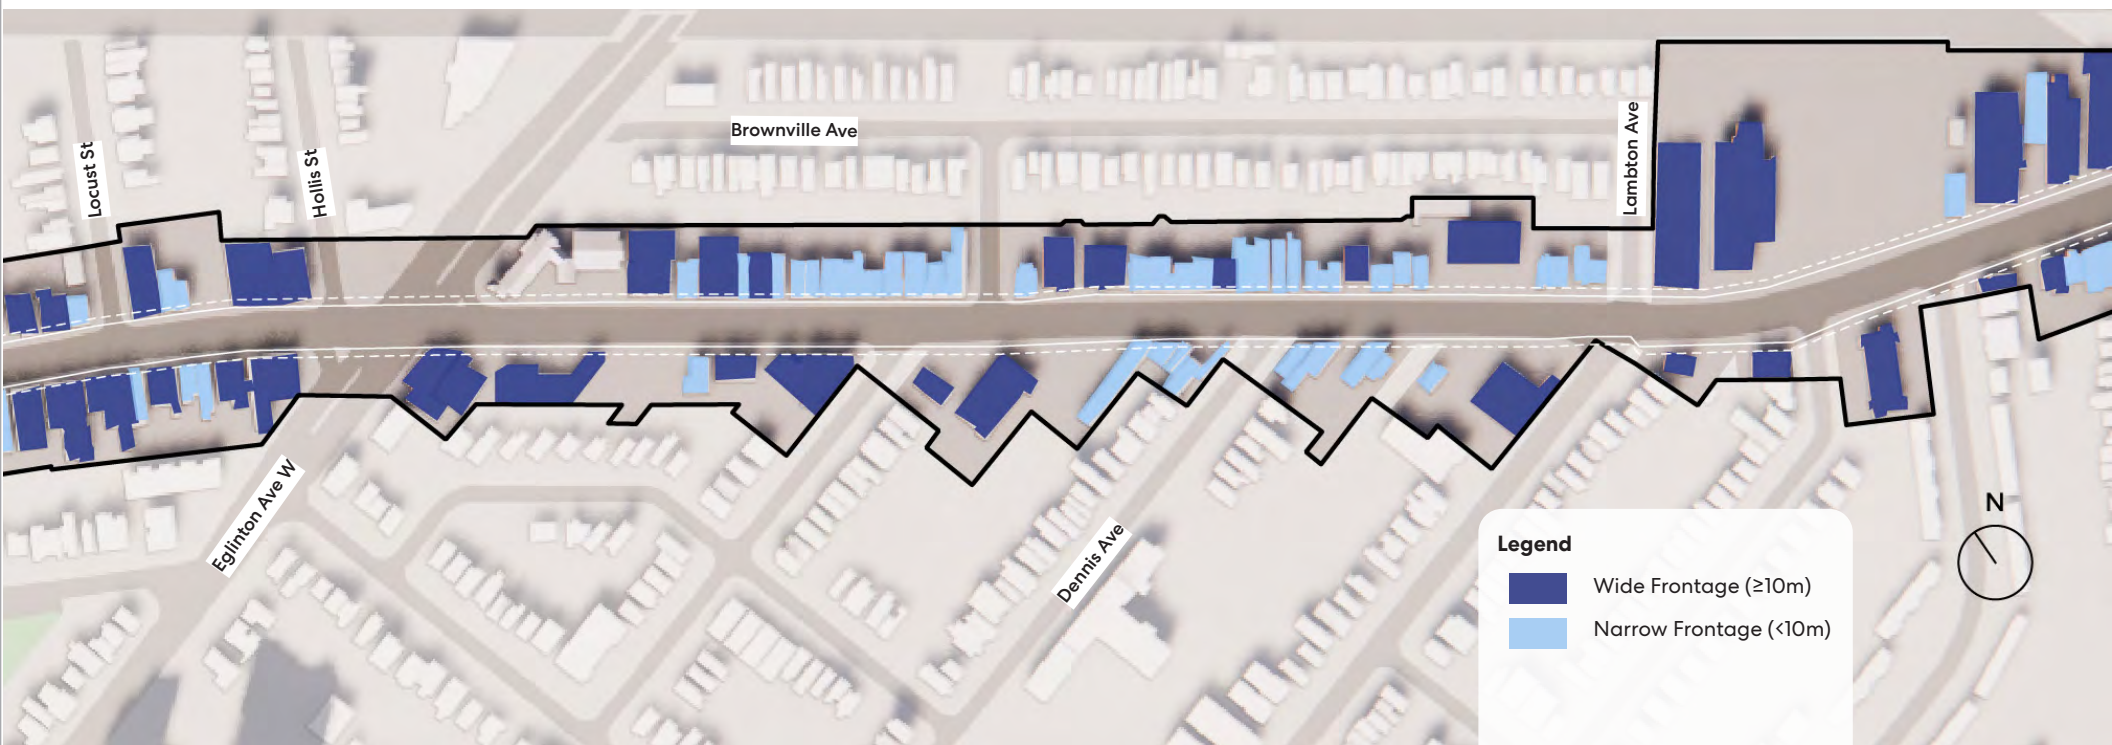 Locust St
Hollis St
Brownville Ave
Lambton Ave
Eglinton Ave W
Dennis Ave
N
Legend
Wide Frontage (≥10m)
Narrow Frontage (<10m)